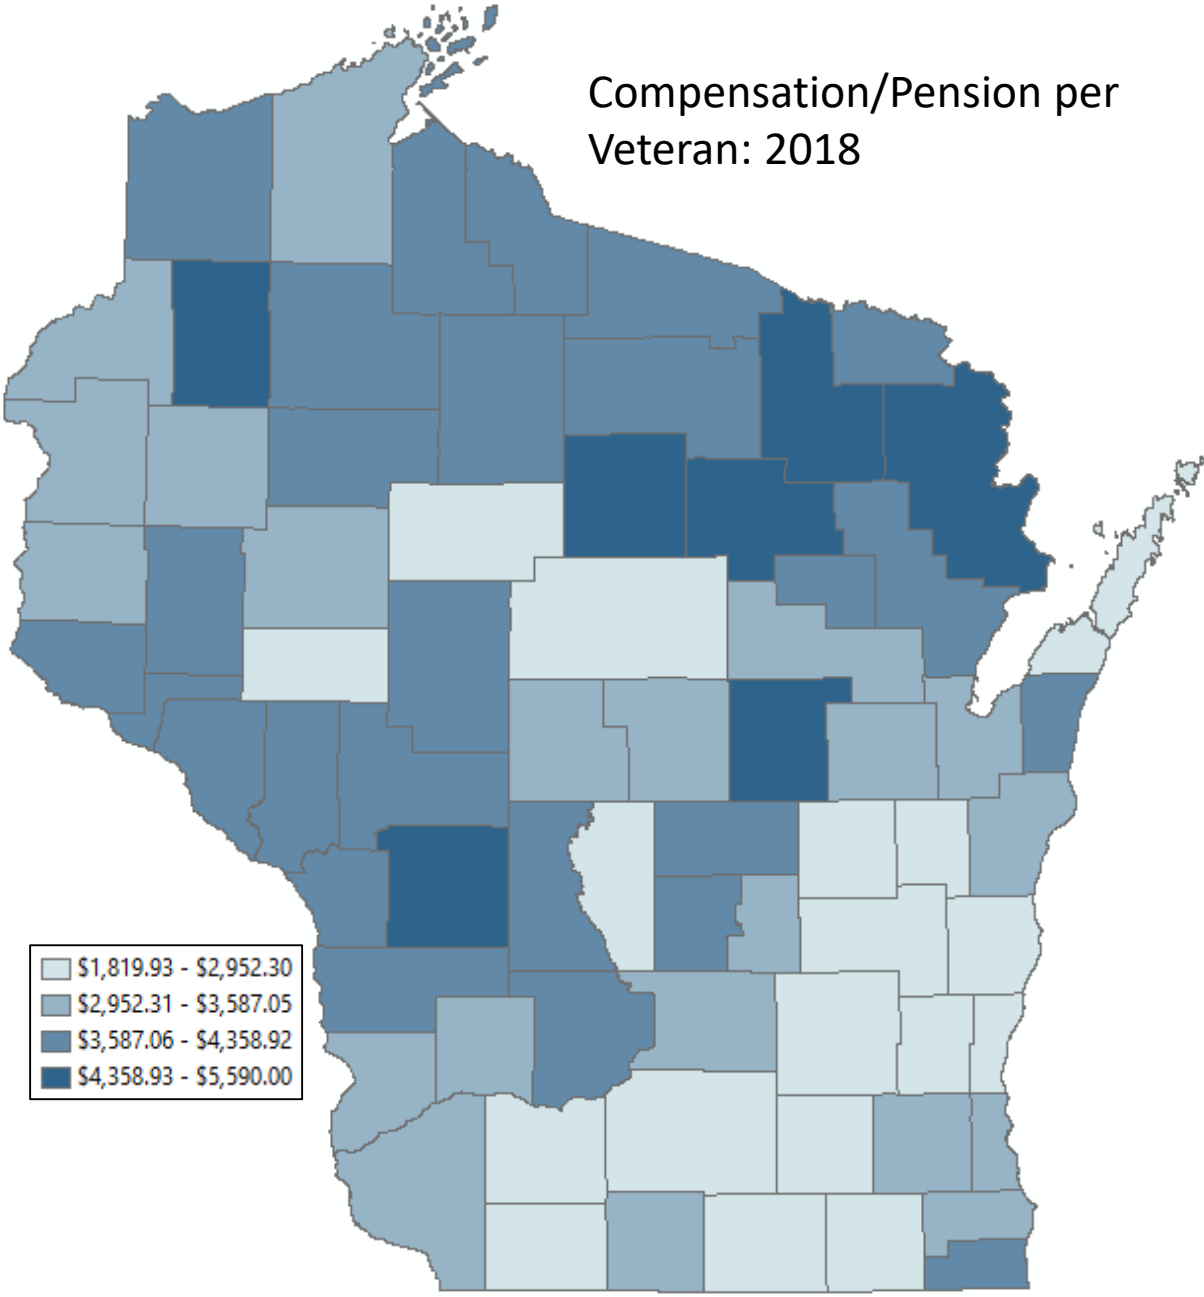 Compensation/Pension per
Veteran: 2018
$1,819.93 - $2,952.30
$2,952.31 - $3,587.05
$3,587.06 - $4,358.92
$4,358.93 - $5,590.00